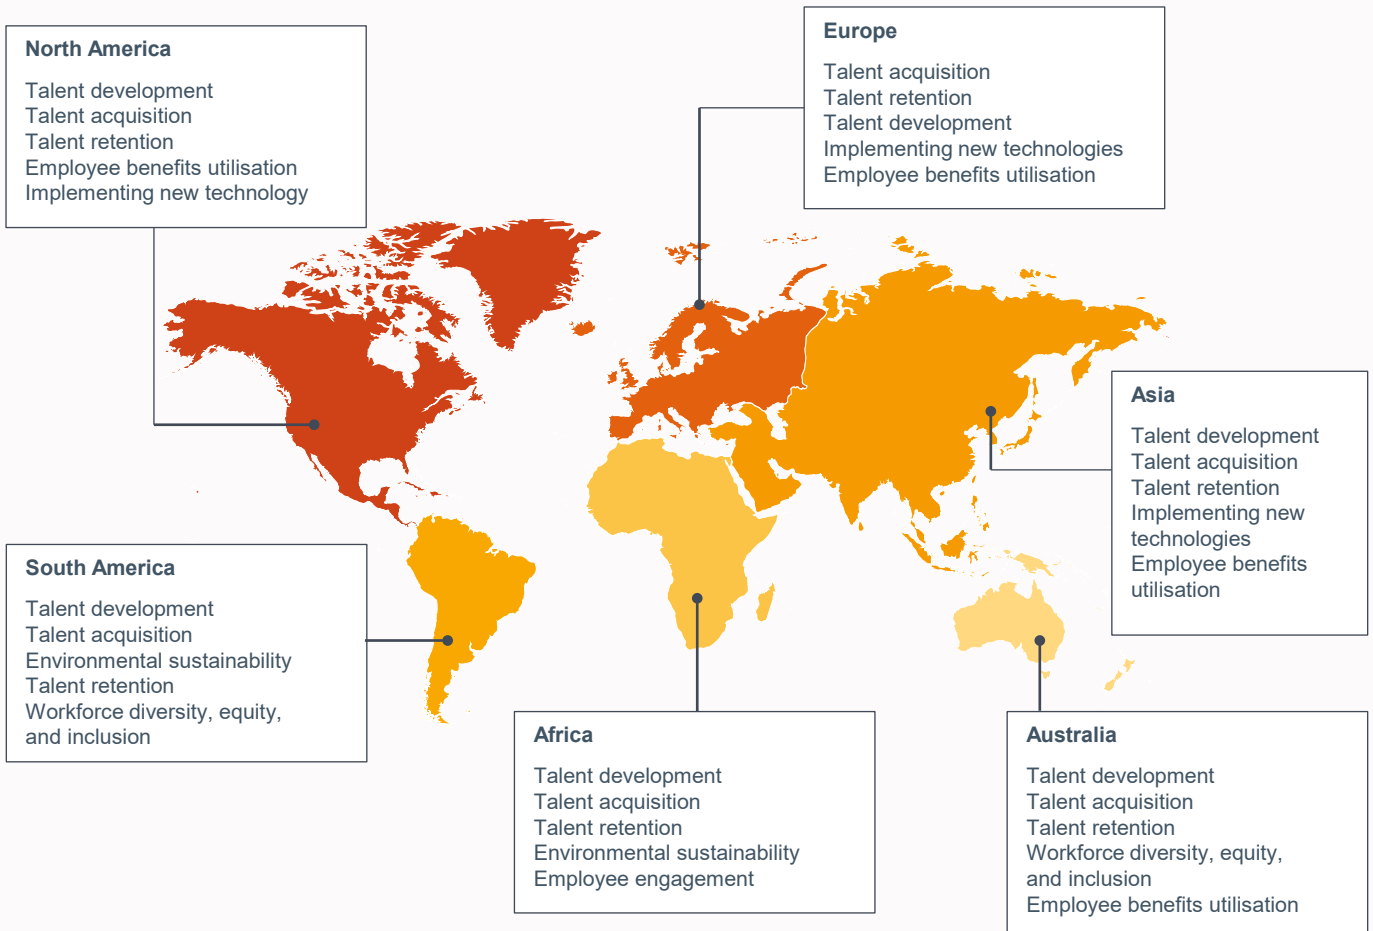 North America
Talent development
Talent acquisition
Talent retention
Employee benefits utilisation
Implementing new technology
Europe
Talent acquisition
Talent retention
Talent development
Implementing new technologies
Employee benefits utilisation
Asia
Talent development
Talent acquisition
Talent retention
Implementing new
technologies
Employee benefits
utilisation
South America
Talent development
Talent acquisition
Environmental sustainability
Talent retention
Workforce diversity, equity,
and inclusion
Africa
Talent development
Talent acquisition
Talent retention
Environmental sustainability
Employee engagement
Australia
Talent development
Talent acquisition
Talent retention
Workforce diversity, equity,
and inclusion
Employee benefits utilisation